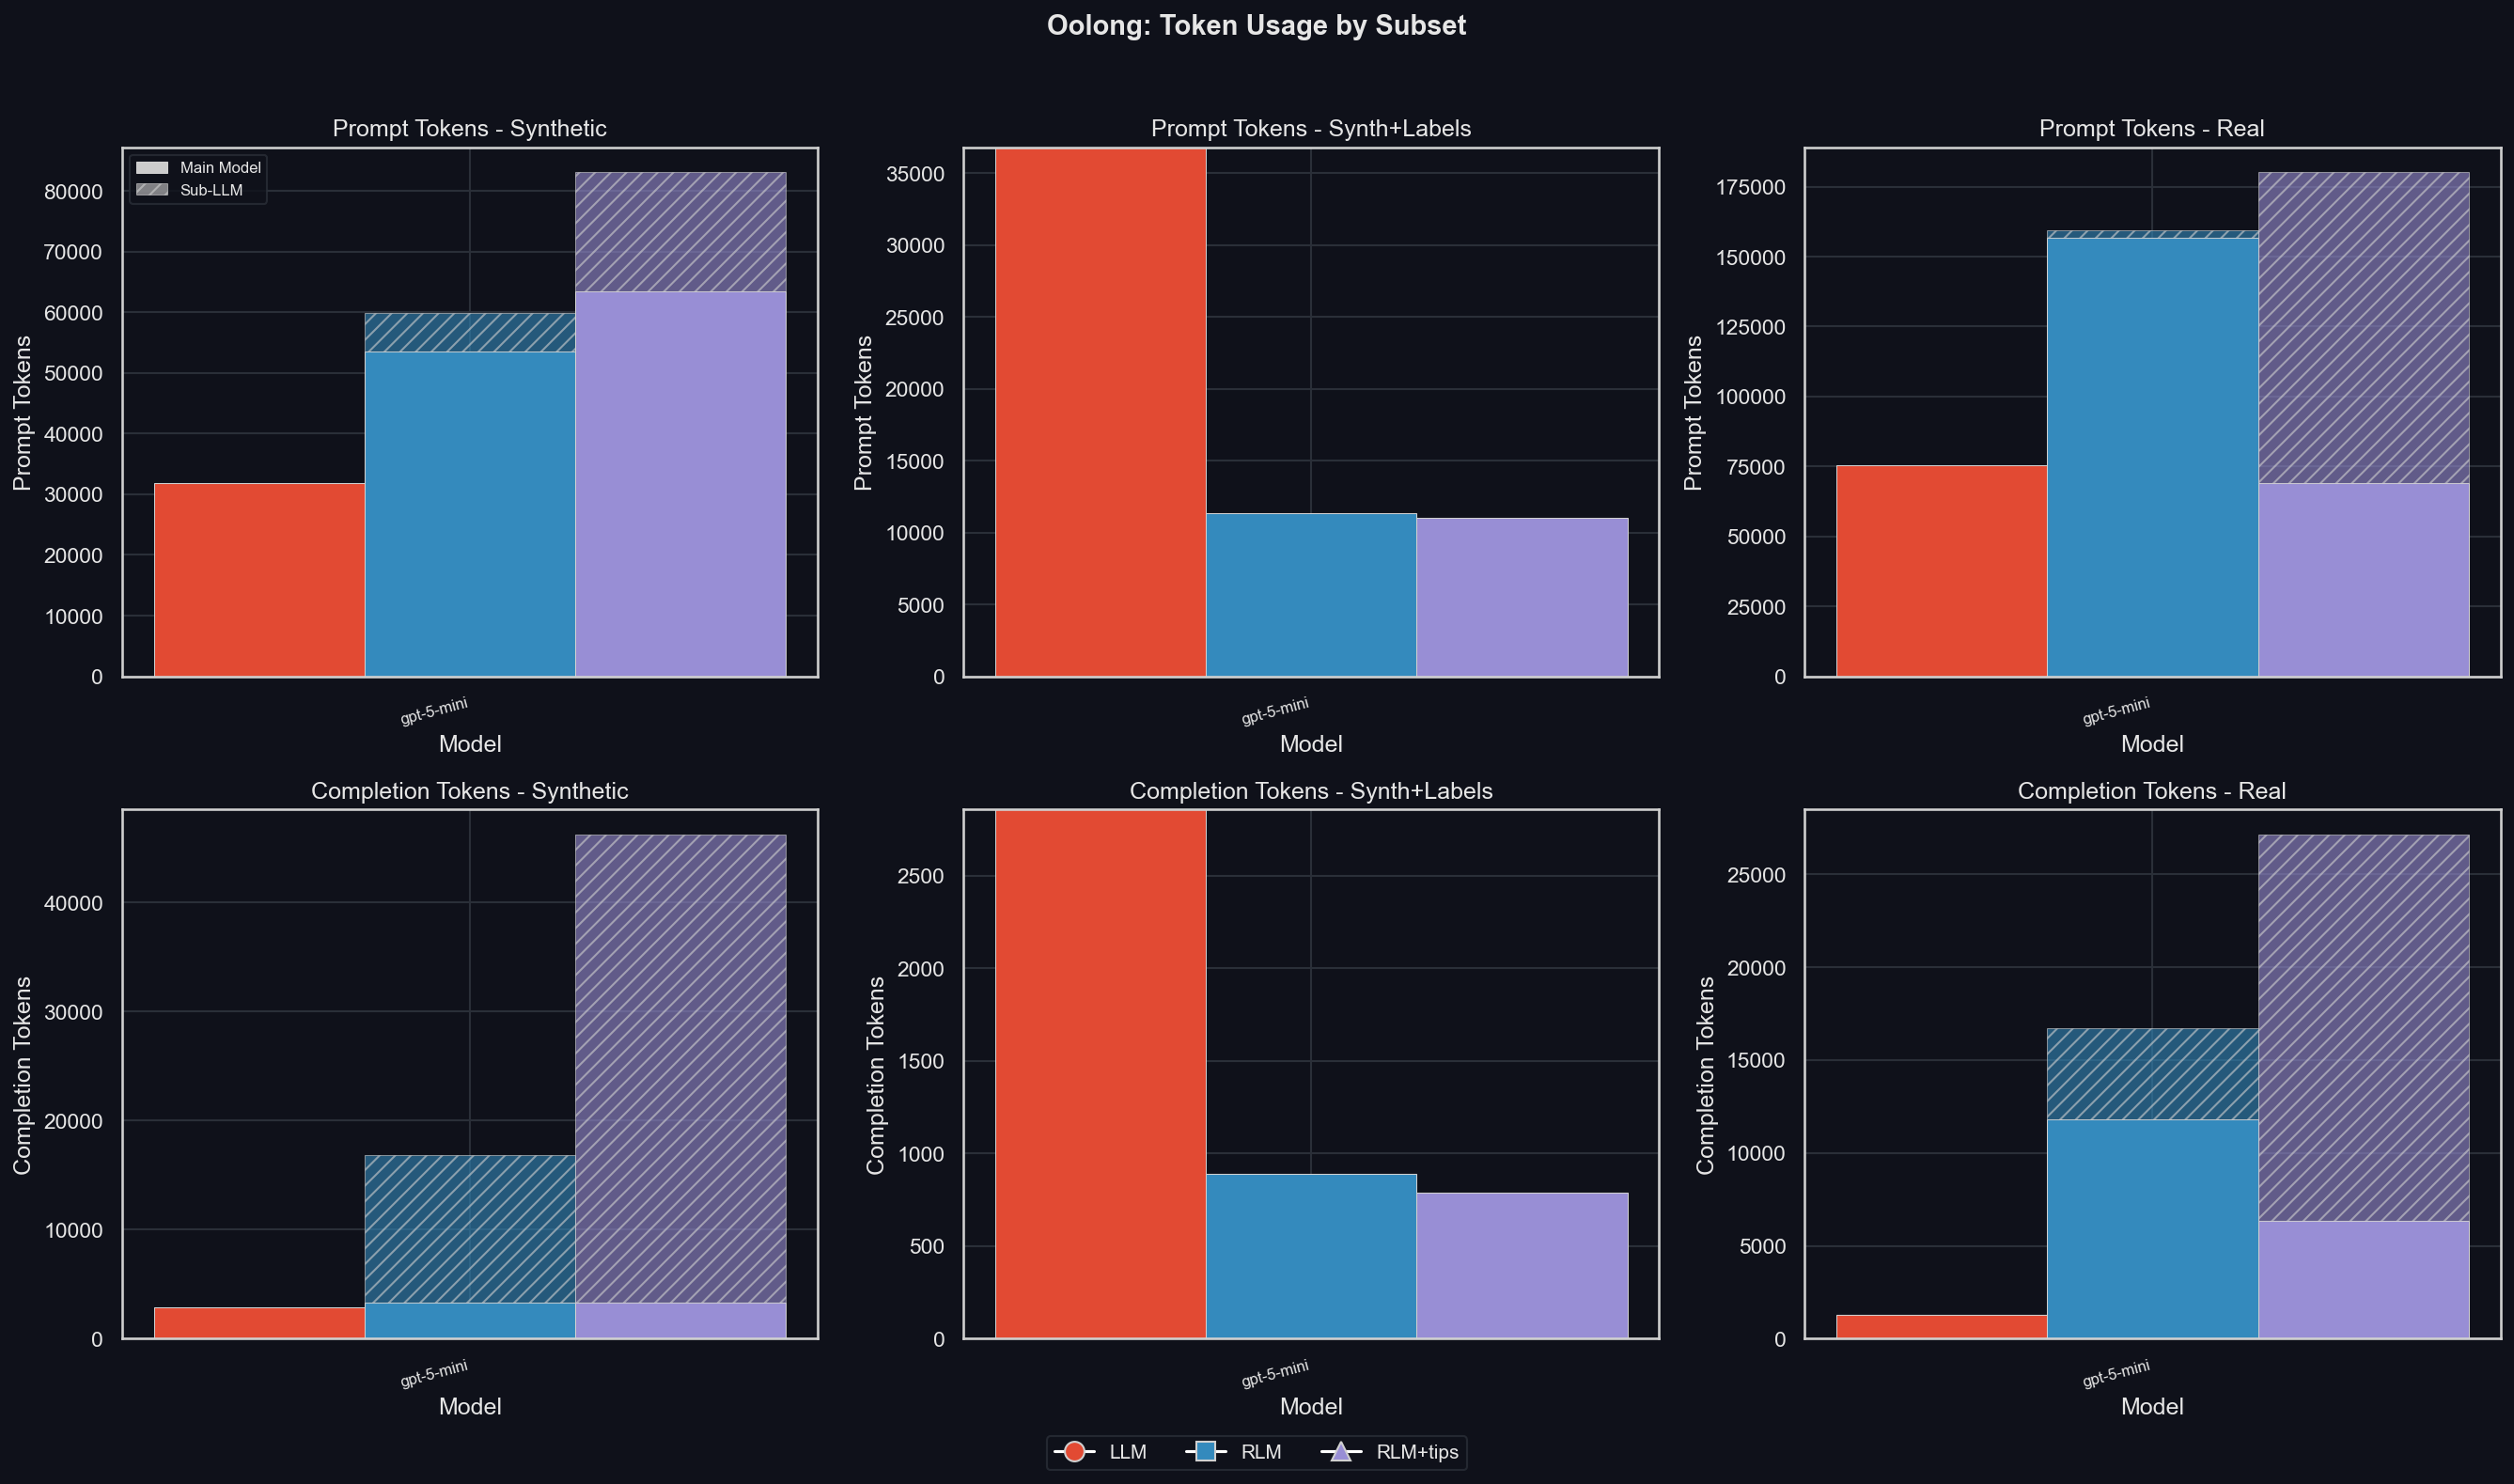 Oolong: Token Usage by Subset
Prompt Tokens - Synthetic
Main Model
Sub-LLM
80000
70000
60000
50000
40000
30000
20000
10000
0
Prompt Tokens
gpt-5-mini
Model
Prompt Tokens - Synth+Labels
35000
30000
25000
20000
15000
10000
5000
0
Prompt Tokens
gpt-5-mini
Model
Prompt Tokens - Real
175000
150000
125000
100000
75000
50000
25000
0
Prompt Tokens
gpt-5-mini
Model
Completion Tokens - Synthetic
40000
30000
20000
10000
0
Completion Tokens
gpt-5-mini
Model
Completion Tokens - Synth+Labels
2500
2000
1500
1000
500
0
Completion Tokens
gpt-5-mini
Model
Completion Tokens - Real
25000
20000
15000
10000
5000
0
Completion Tokens
gpt-5-mini
Model
LLM
RLM
RLM+tips